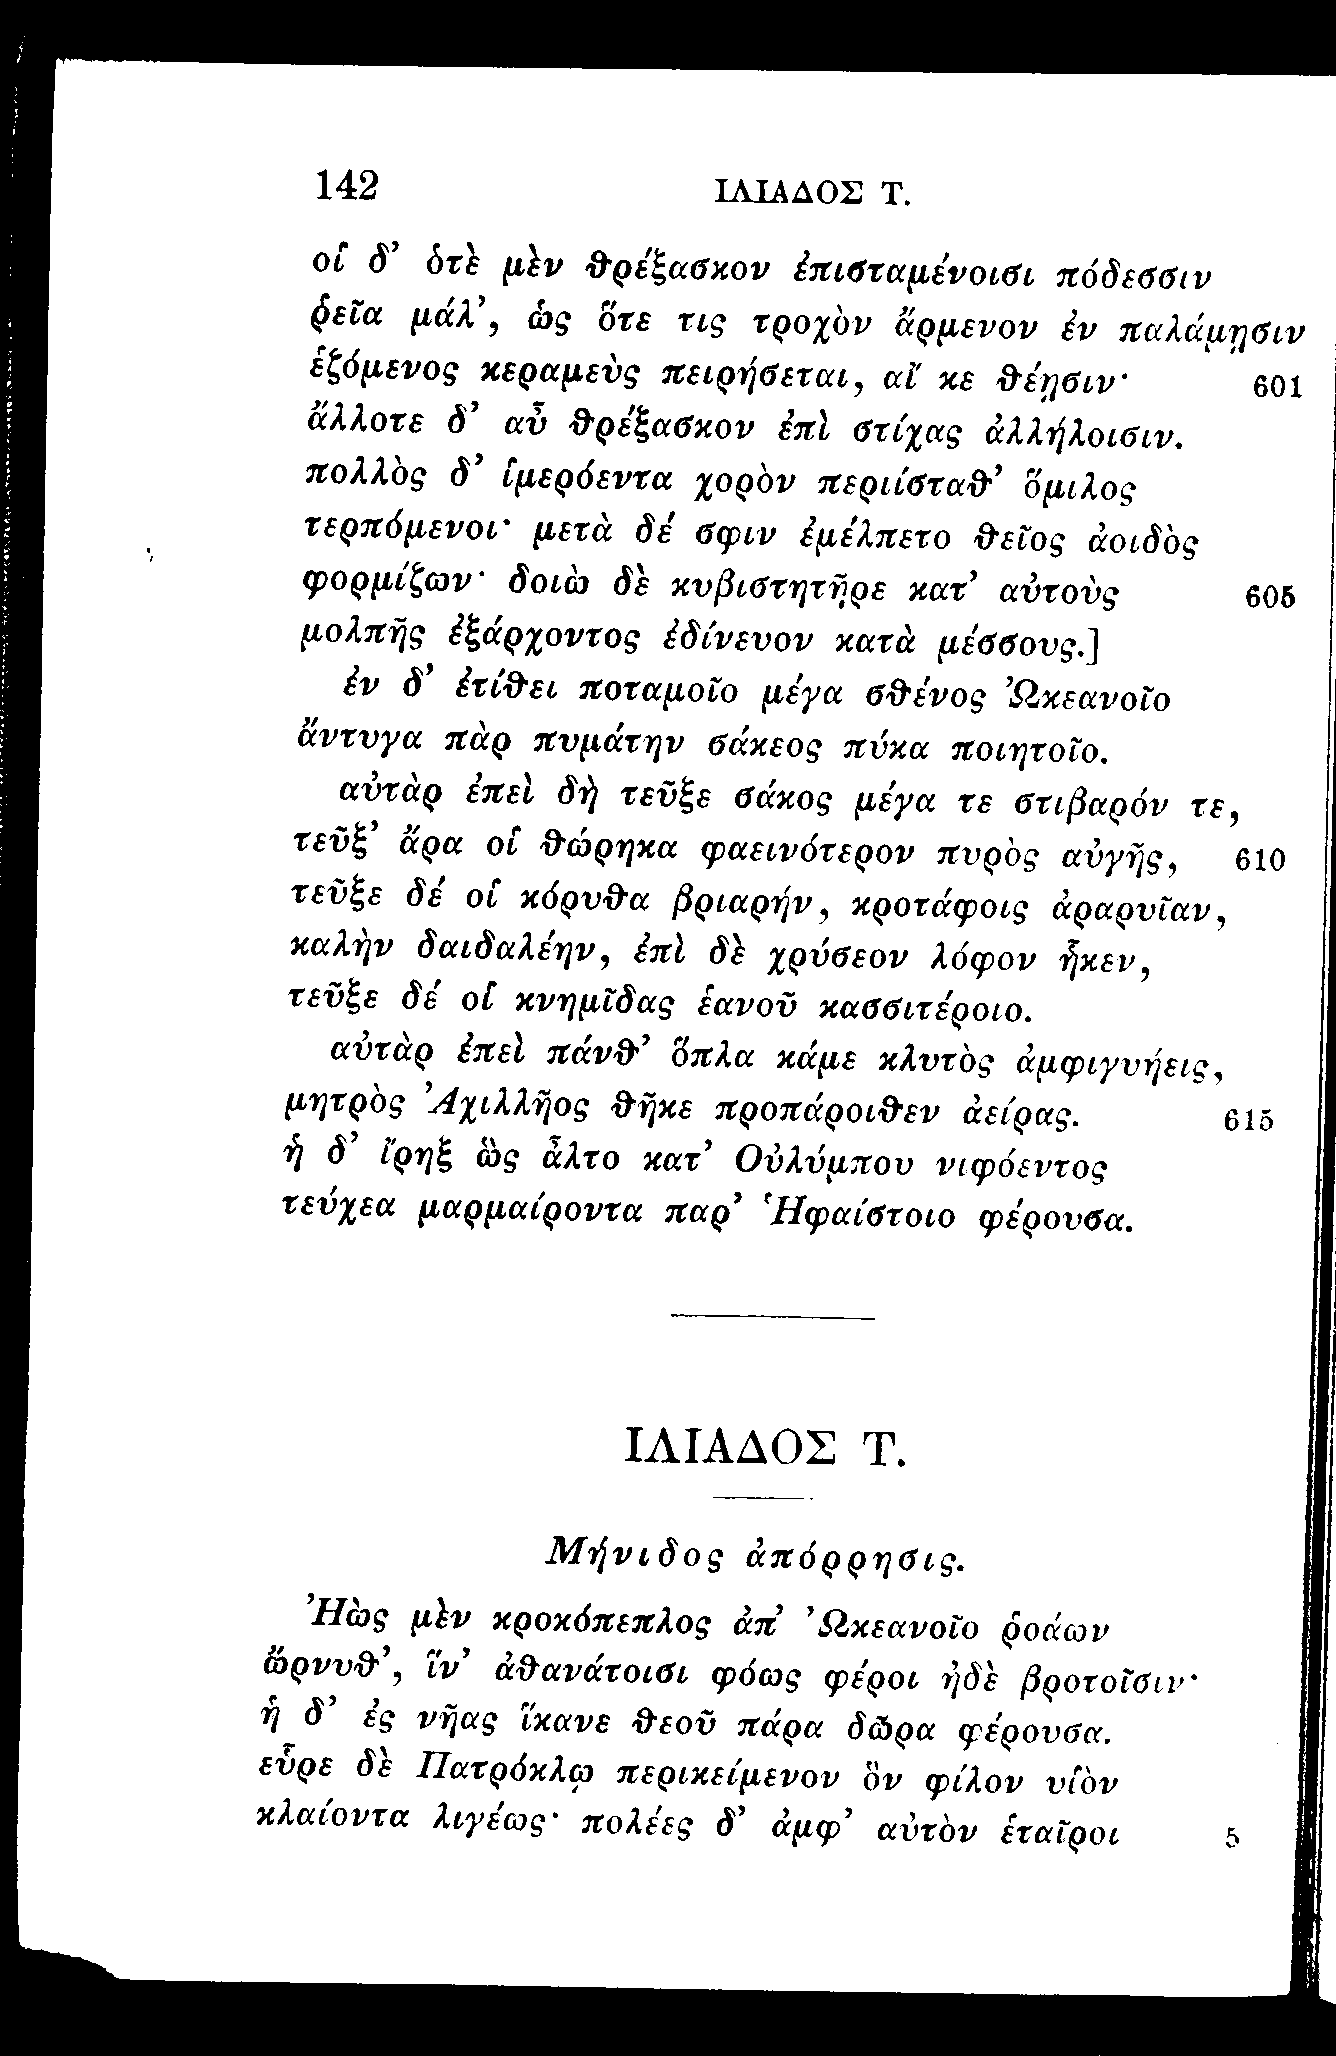 142 ΙΛΙΑΔΟΣ Τ.
οἱ δ’ ὁτὲ μὲν θρέξασκον ἐπισταμένοισι πόδεσσιν
ῥεῖα μάλ’, ὡς ὅτε τις τροχὸν ἄρμενον ἐν παλάμῃσιν
ἑζόμενος κεραμεὺς πειρήσεται, αἴ κε θέῃσιν· 601
ἄλλοτε δ’ αὖ θρέξασκον ἐπὶ στίχας ἀλλήλοισιν.
πολλὸς δ’ ἱμερόεντα χορὸν περιίσταθ’ ὅμιλος
τερπόμενοι· μετὰ δέ σφιν ἐμέλπετο θεῖος ἀοιδὸς
φορμίζων· δοιὼ δὲ κυβιστητῆρε κατ’ αὐτοὺς 605
μολπῆς ἐξάρχοντος ἐδίνευον κατὰ μέσσους.]
ἐν δ’ ἐτίθει ποταμοῖο μέγα σθένος Ὠκεανοῖο
ἄντυγα πὰρ πυμάτην σάκεος πύκα ποιητοῖο.
αὐτὰρ ἐπεὶ δὴ τεῦξε σάκος μέγα τε στιβαρόν τε,
τεῦξ’ ἄρα οἱ θώρηκα φαεινότερον πυρὸς αὐγῆς, 610
τεῦξε δέ οἱ κόρυθα βριαρήν, κροτάφοις ἀραρυῖαν,
καλὴν δαιδαλέην, ἐπὶ δὲ χρύσεον λόφον ἧκεν,
τεῦξε δέ οἱ κνημῖδας ἑανοῦ κασσιτέροιο.
αὐτὰρ ἐπεὶ πάνθ’ ὅπλα κάμε κλυτὸς ἀμφιγυήεις,
μητρὸς Ἀχιλλῆος θῆκε προπάροιθεν ἀείρας. 615
ἡ δ’ ἴρηξ ὣς ἆλτο κατ’ Οὐλύμπου νιφόεντος
τεύχεα μαρμαίροντα παρ’ Ἡφαίστοιο φέρουσα.
ΙΛΙΑΔΟΣ Τ.
Μήνιδος ἀπόρρησις.
Ἠὼς μὲν κροκόπεπλος ἀπ’ Ὠκεανοῖο ῥοάων
ὤρνυθ’, ἵν’ ἀθανάτοισι φόως φέροι ἠδὲ βροτοῖσιν·
ἡ δ’ ἐς νῆας ἵκανε θεοῦ πάρα δῶρα φέρουσα.
εὗρε δὲ Πατρόκλῳ περικείμενον ὃν φίλον υἱὸν
κλαίοντα λιγέως· πολέες δ’ ἀμφ’ αὐτὸν ἑταῖροι 5